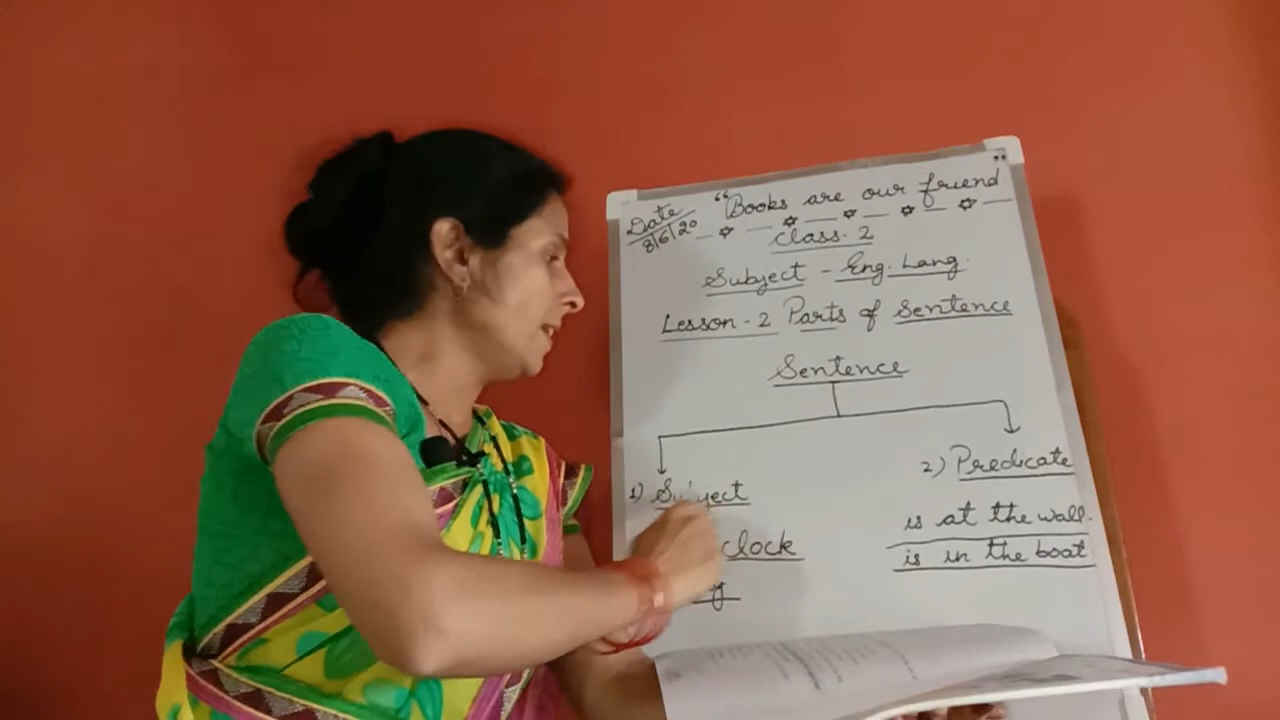 "Books are our friend"
Date
8/6/20
Class-2
Subject - Eng. Lang.
Lesson-2 Parts of Sentence
Sentence
1) Subject
2) Predicate
clock
is at the wall.
is in the boat